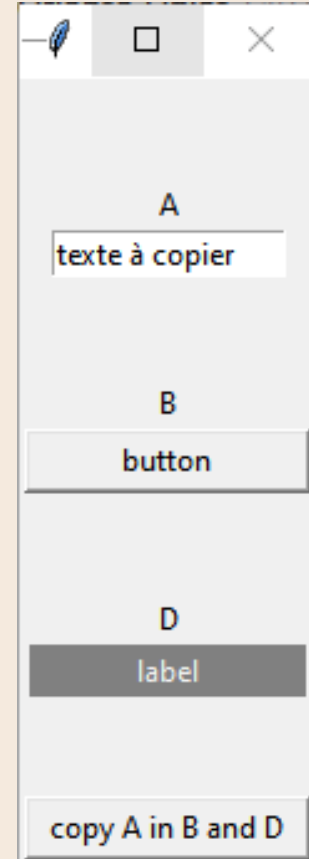 A
texte à copier
B
button
D
label
copy A in B and D